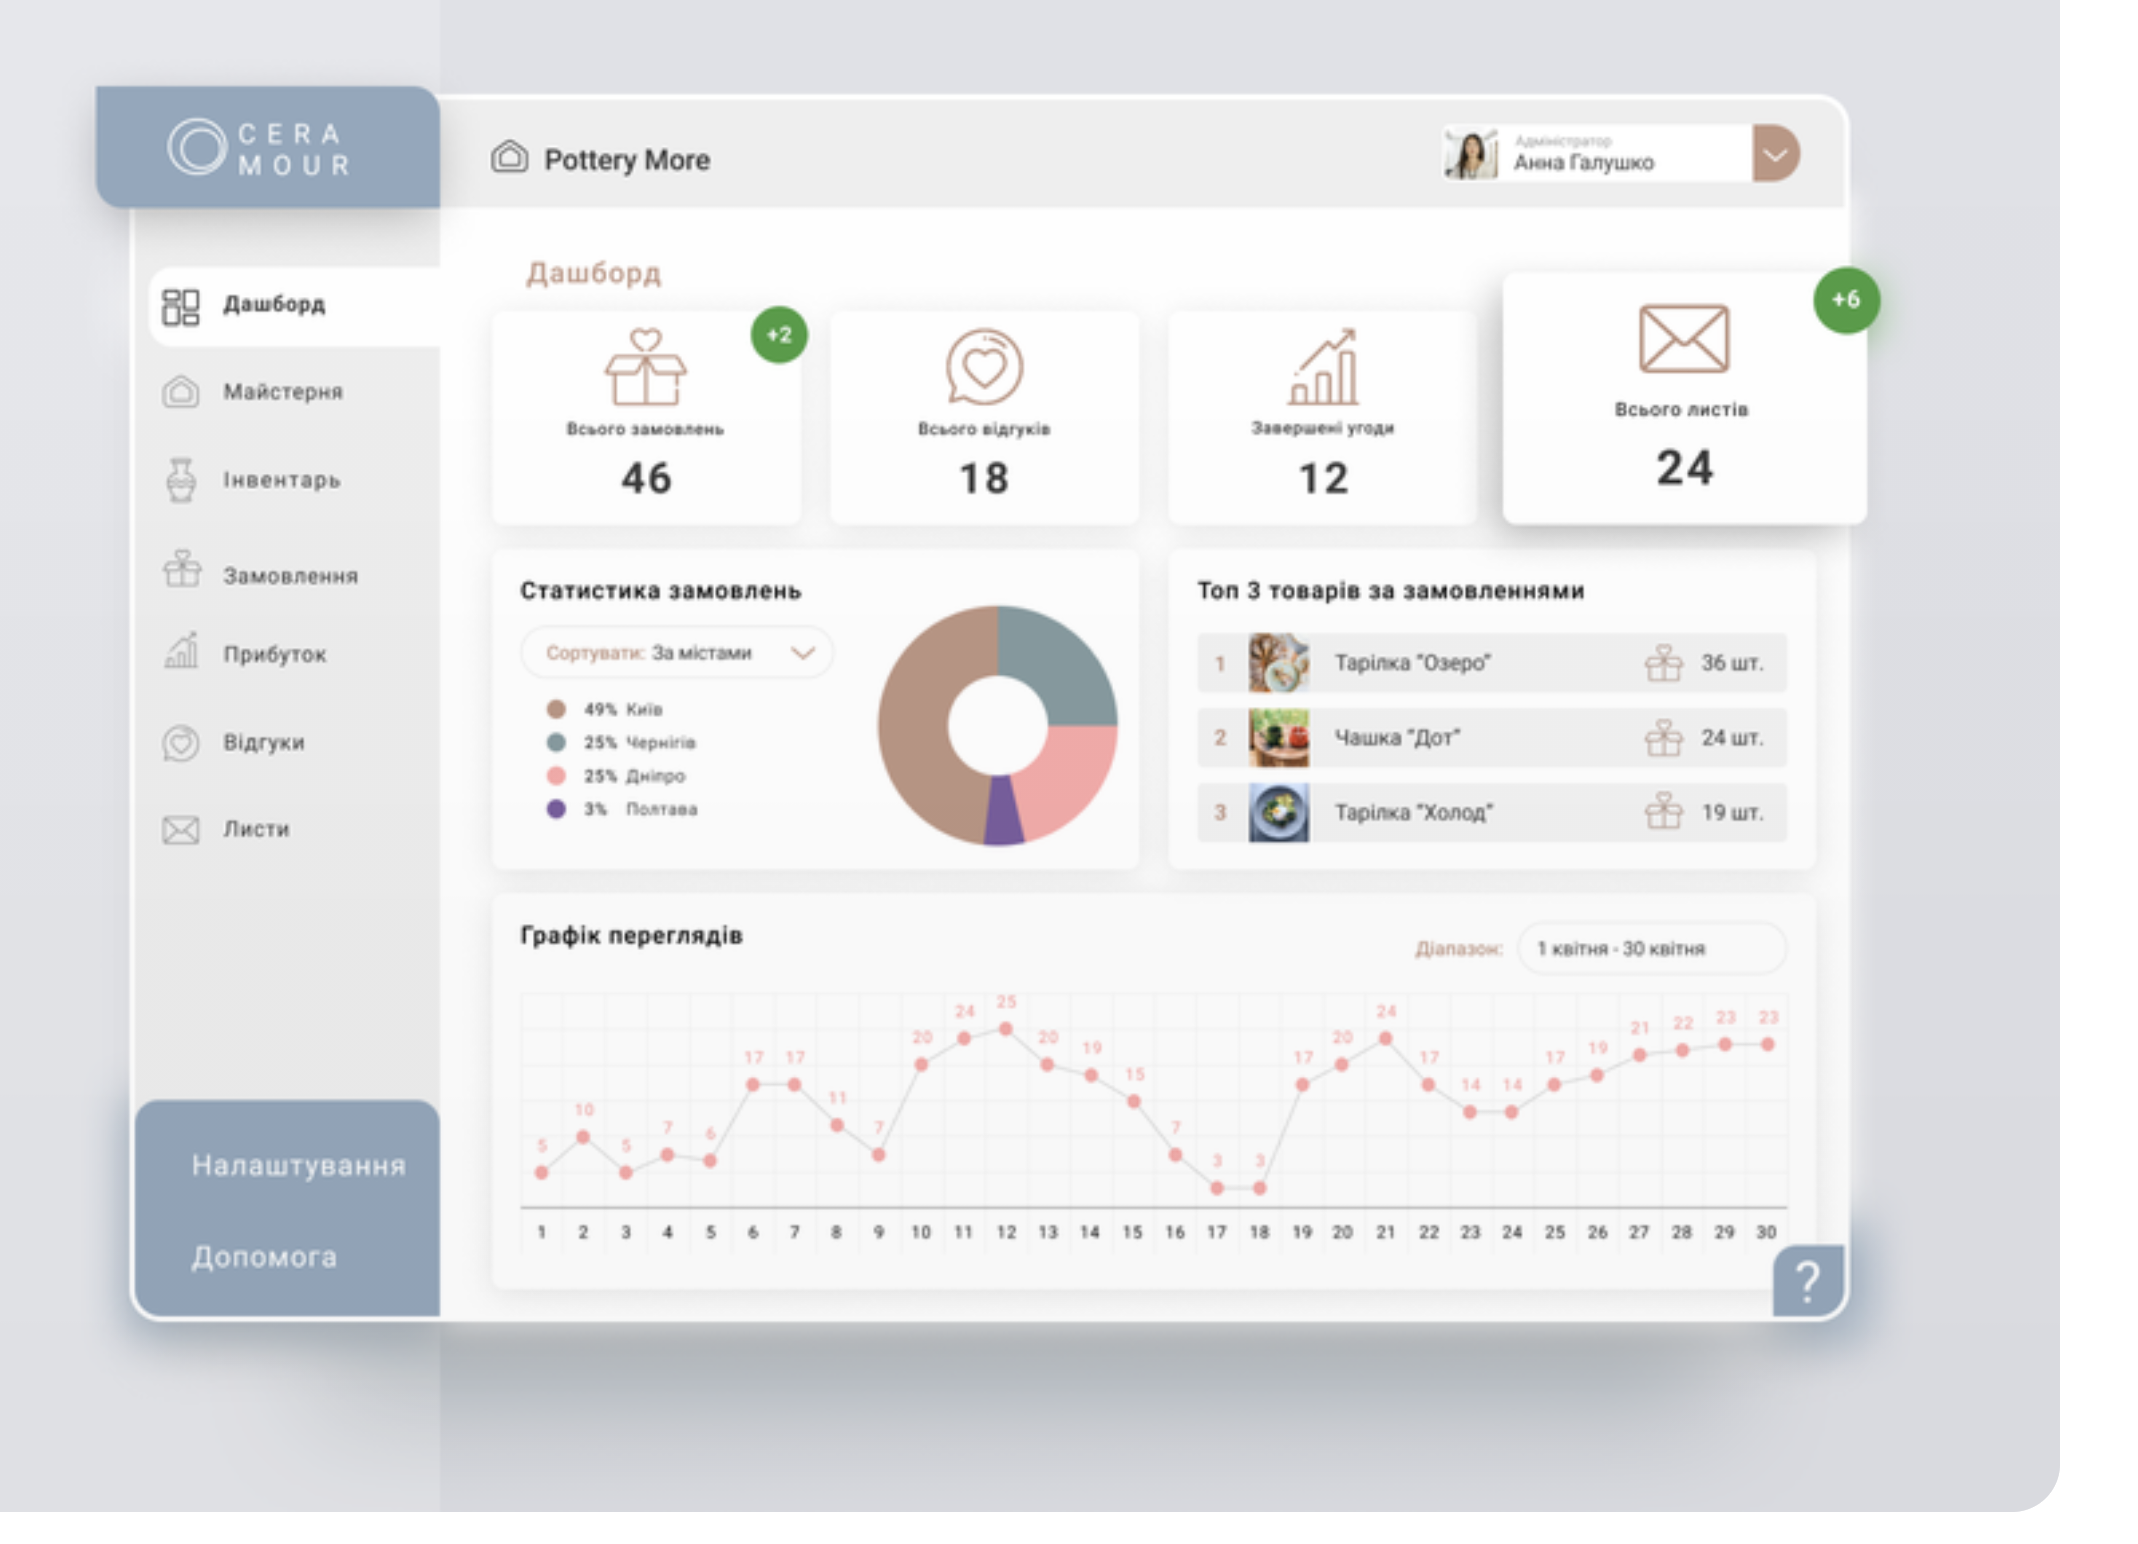 CERA
MOUR
Pottery More
Адміністратор
Анна Галушко
Дашборд
Майстерня
Інвентарь
Замовлення
Прибуток
Відгуки
Листи
Налаштування
Допомога
Дашборд
+2
Всього замовлень
46
Всього відгуків
18
Завершені угоди
12
+6
Всього листів
24
Статистика замовлень
Сортувати: За містами
49% Київ
25% Чернігів
25% Дніпро
3% Полтава
Топ 3 товарів за замовленнями
1 Тарілка "Озеро" 36 шт.
2 Чашка "Дот" 24 шт.
3 Тарілка "Холод" 19 шт.
Графік переглядів
Діапазон: 1 квітня - 30 квітня
5 10 5 7 6 17 17 11 7 20 24 25 20 19 15 7 3 3 17 20 24 17 14 14 17 19 21 22 23 23
1 2 3 4 5 6 7 8 9 10 11 12 13 14 15 16 17 18 19 20 21 22 23 24 25 26 27 28 29 30
?